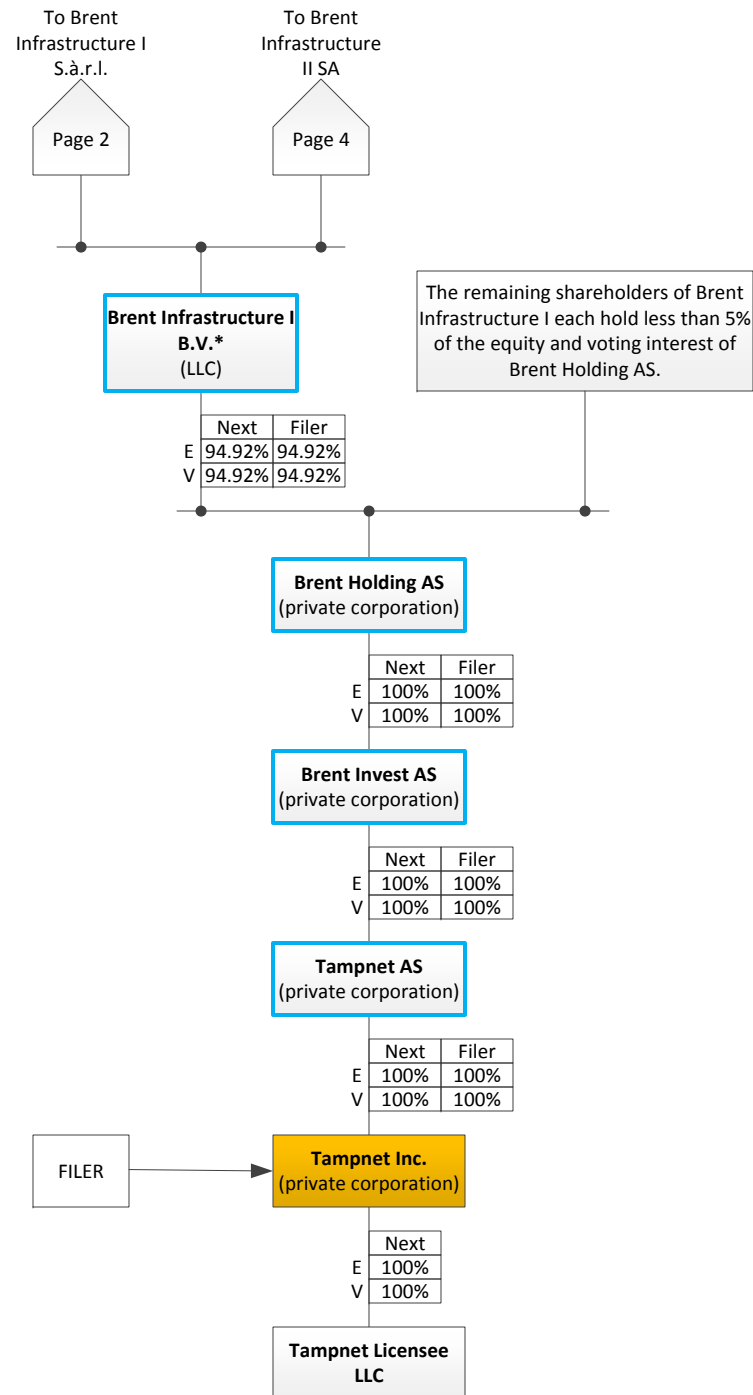 To Brent
Infrastructure I
S.à.r.l.
To Brent
Infrastructure
II SA
Page 2
Page 4
Brent Infrastructure I
B.V.*
(LLC)
The remaining shareholders of Brent
Infrastructure I each hold less than 5%
of the equity and voting interest of
Brent Holding AS.
Next Filer
E 94.92% 94.92%
V 94.92% 94.92%
Brent Holding AS
(private corporation)
Next Filer
E 100% 100%
V 100% 100%
Brent Invest AS
(private corporation)
Next Filer
E 100% 100%
V 100% 100%
Tampnet AS
(private corporation)
Next Filer
E 100% 100%
V 100% 100%
FILER
Tampnet Inc.
(private corporation)
Next
E 100%
V 100%
Tampnet Licensee
LLC